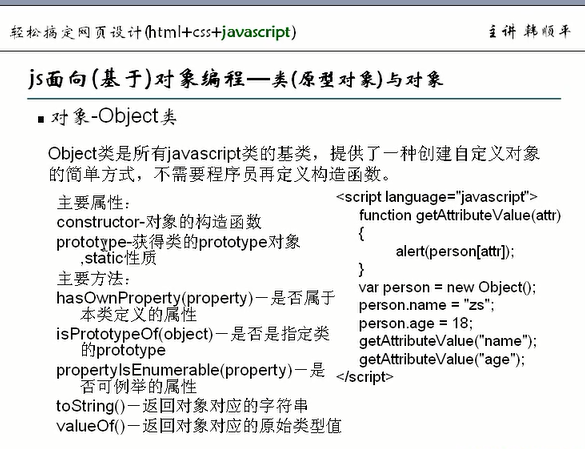 轻松搞定网页设计(html+css+javascript)
主讲 韩顺平
js面向(基于)对象编程—类(原型对象)与对象
■ 对象-Object类
Object类是所有javascript类的基类，提供了一种创建自定义对象
的简单方式，不需要程序员再定义构造函数。
主要属性：
constructor-对象的构造函数
prototype-获得类的prototype对象
,static性质
主要方法：
hasOwnProperty(property)－是否属于
本类定义的属性
isPrototypeOf(object)－是否是指定类
的prototype
propertyIsEnumerable(property)－是
否可例举的属性
toString()－返回对象对应的字符串
valueOf()－返回对象对应的原始类型值
<script language="javascript">
function getAttributeValue(attr)
{
alert(person[attr]);
}
var person = new Object();
person.name = "zs";
person.age = 18;
getAttributeValue("name");
getAttributeValue("age");
</script>